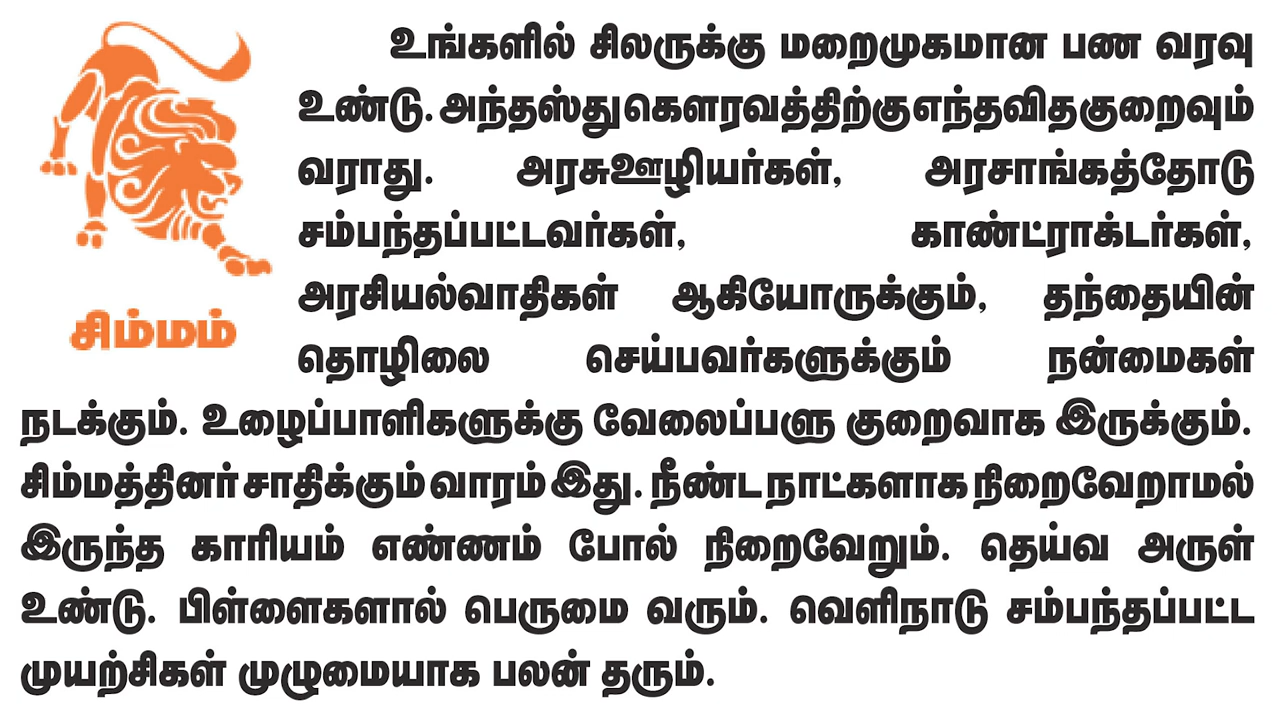 உங்களில் சிலருக்கு மறைமுகமான பண வரவு
உண்டு. அந்தஸ்து கௌரவத்திற்கு எந்தவித குறைவும்
வராது. அரசுஊழியர்கள், அரசாங்கத்தோடு
சம்பந்தப்பட்டவர்கள், காண்ட்ராக்டர்கள்,
அரசியல்வாதிகள் ஆகியோருக்கும், தந்தையின்
சிம்மம்
தொழிலை செய்பவர்களுக்கும் நன்மைகள்
நடக்கும். உழைப்பாளிகளுக்கு வேலைப்பளு குறைவாக இருக்கும்.
சிம்மத்தினர் சாதிக்கும் வாரம் இது. நீண்ட நாட்களாக நிறைவேறாமல்
இருந்த காரியம் எண்ணம் போல் நிறைவேறும். தெய்வ அருள்
உண்டு. பிள்ளைகளால் பெருமை வரும். வெளிநாடு சம்பந்தப்பட்ட
முயற்சிகள் முழுமையாக பலன் தரும்.